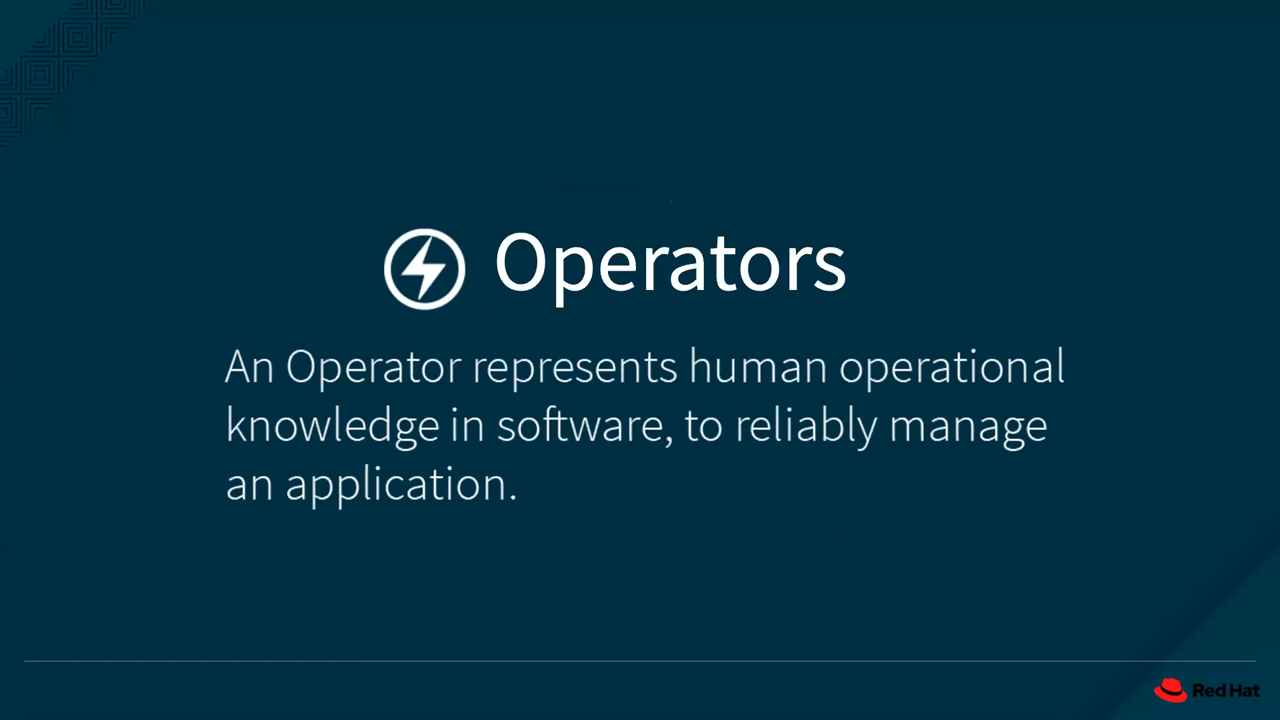 Operators
An Operator represents human operational
knowledge in software, to reliably manage
an application.
Red Hat